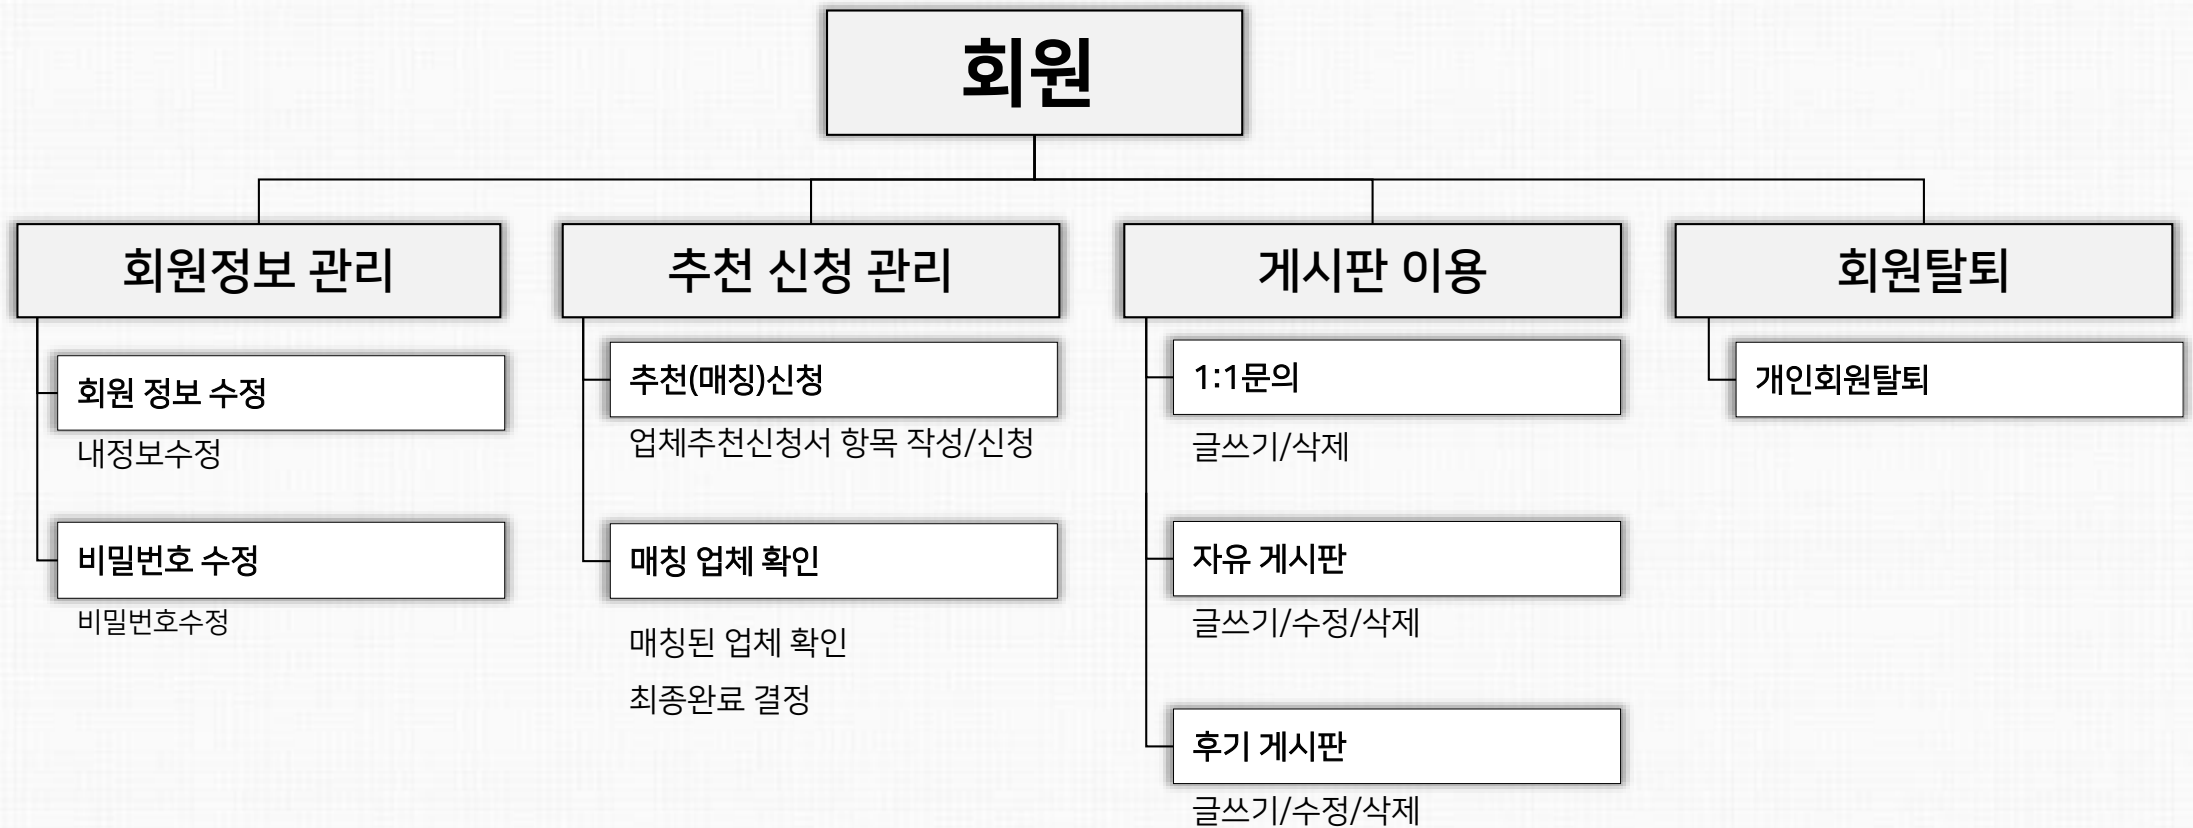 회원
회원정보 관리
회원 정보 수정
내정보수정
비밀번호 수정
비밀번호수정
추천 신청 관리
추천(매칭)신청
업체추천신청서 항목 작성/신청
매칭 업체 확인
매칭된 업체 확인
최종완료 결정
게시판 이용
1:1문의
글쓰기/삭제
자유 게시판
글쓰기/수정/삭제
후기 게시판
글쓰기/수정/삭제
회원탈퇴
개인회원탈퇴